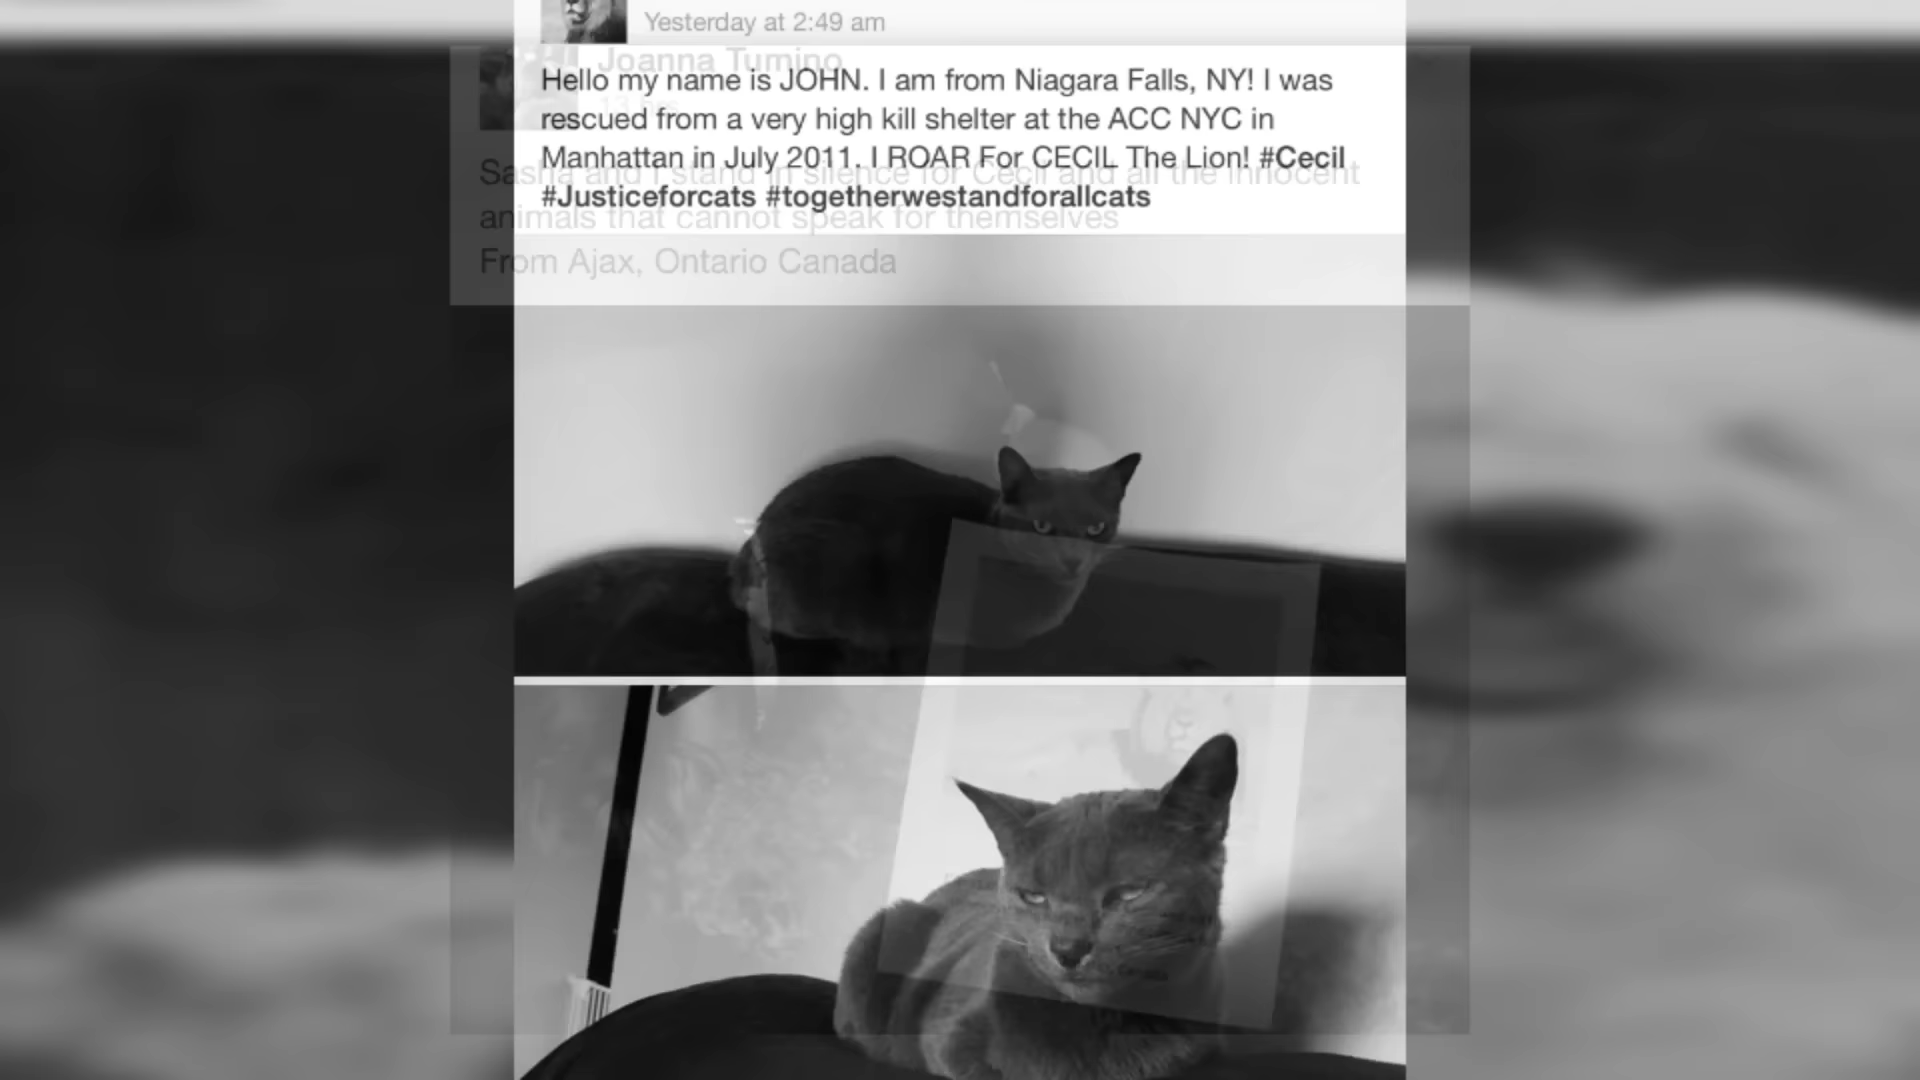 Yesterday at 2:49 am
Joanna Tumino
13 hrs
Hello my name is JOHN. I am from Niagara Falls, NY! I was
rescued from a very high kill shelter at the ACC NYC in
Manhattan in July 2011. I ROAR For CECIL The Lion! #Cecil
#Justiceforcats #togetherwestandforallcats
Sasha and I stand in silence for Cecil and all the innocent
animals that cannot speak for themselves
From Ajax, Ontario Canada